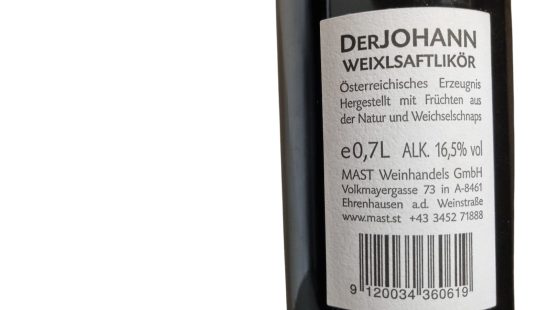 DERJOHANN
WEIXLSAFTLIKÖR
Österreichisches Erzeugnis
Hergestellt mit Früchten aus
der Natur und Weichselschnaps
e0,7L ALK. 16,5% vol
MAST Weinhandels GmbH
Volkmayergasse 73 in A-8461
Ehrenhausen a.d. Weinstraße
www.mast.st +43 3452 71888
9 120034 360619